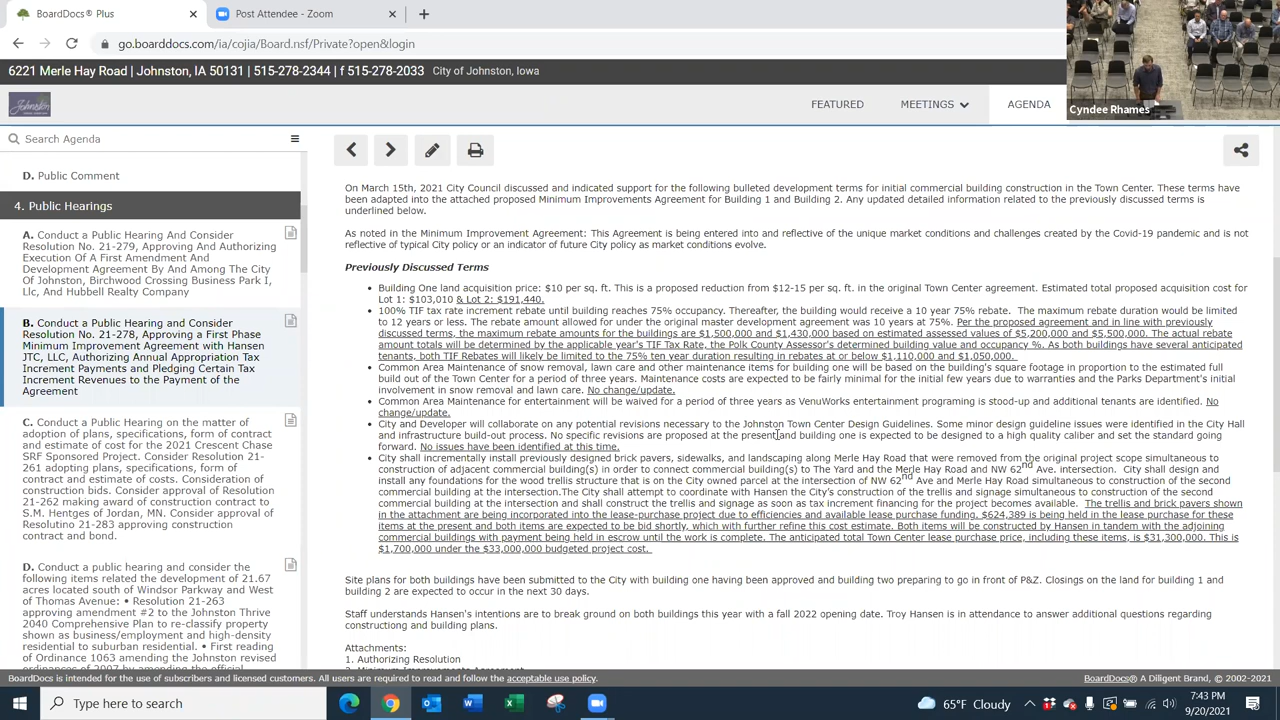 BoardDocs® Plus
Post Attendee - Zoom
go.boarddocs.com/ia/cojia/Board.nsf/Private?open&login
6221 Merle Hay Road | Johnston, IA 50131 | 515-278-2344 | f 515-278-2033 City of Johnston, Iowa
Cyndee Rhames
Johnston
FEATURED MEETINGS AGENDA
Search Agenda
D. Public Comment
4. Public Hearings
A. Conduct a Public Hearing And Consider
Resolution No. 21-279, Approving And Authorizing
Execution Of A First Amendment And
Development Agreement By And Among The City
Of Johnston, Birchwood Crossing Business Park I,
Llc, And Hubbell Realty Company
B. Conduct a Public Hearing and Consider
Resolution No. 21-278, Approving a First Phase
Minimum Improvement Agreement with Hansen
JTC, LLC, Authorizing Annual Appropriation Tax
Increment Payments and Pledging Certain Tax
Increment Revenues to the Payment of the
Agreement
C. Conduct a Public Hearing on the matter of
adoption of plans, specifications, form of contract
and estimate of cost for the 2021 Crescent Chase
SRF Sponsored Project. Consider Resolution 21-
261 adopting plans, specifications, form of
contract and estimate of costs. Consideration of
construction bids. Consider approval of Resolution
21-262 making award of construction contract to
S.M. Hentges of Jordan, MN. Consider approval of
Resolution 21-283 approving construction
contract and bond.
D. Conduct a public hearing and consider the
following items related the development of 21.67
acres located south of Windsor Parkway and West
of Thomas Avenue: • Resolution 21-263
approving amendment #2 to the Johnston Thrive
2040 Comprehensive Plan to re-classify property
shown as business/employment and high-density
residential to suburban residential. • First reading
of Ordinance 1063 amending the Johnston revised
ordinances of 2007 by amending the official
On March 15th, 2021 City Council discussed and indicated support for the following bulleted development terms for initial commercial building construction in the Town Center. These terms have
been adapted into the attached proposed Minimum Improvements Agreement for Building 1 and Building 2. Any updated detailed information related to the previously discussed terms is
underlined below.
As noted in the Minimum Improvement Agreement: This Agreement is being entered into and reflective of the unique market conditions and challenges created by the Covid-19 pandemic and is not
reflective of typical City policy or an indicator of future City policy as market conditions evolve.
Previously Discussed Terms
• Building One land acquisition price: $10 per sq. ft. This is a proposed reduction from $12-15 per sq. ft. in the original Town Center agreement. Estimated total proposed acquisition cost for
Lot 1: $103,010 & Lot 2: $191,440.
• 100% TIF tax rate increment rebate until building reaches 75% occupancy. Thereafter, the building would receive a 10 year 75% rebate. The maximum rebate duration would be limited
to 12 years or less. The rebate amount allowed for under the original master development agreement was 10 years at 75%. Per the proposed agreement and in line with previously
discussed terms, the maximum rebate amounts for the buildings are $1,500,000 and $1,430,000 based on estimated assessed values of $5,200,000 and $5,500,000. The actual rebate
amount totals will be determined by the applicable year's TIF Tax Rate, the Polk County Assessor's determined building value and occupancy %. As both buildings have several anticipated
tenants, both TIF Rebates will likely be limited to the 75% ten year duration resulting in rebates at or below $1,110,000 and $1,050,000.
• Common Area Maintenance of snow removal, lawn care and other maintenance items for building one will be based on the building's square footage in proportion to the estimated full
build out of the Town Center for a period of three years. Maintenance costs are expected to be fairly minimal for the initial few years due to warranties and the Parks Department's initial
involvement in snow removal and lawn care. No change/update.
• Common Area Maintenance for entertainment will be waived for a period of three years as VenuWorks entertainment programing is stood-up and additional tenants are identified. No
change/update.
• City and Developer will collaborate on any potential revisions necessary to the Johnston Town Center Design Guidelines. Some minor design guideline issues were identified in the City Hall
and infrastructure build-out process. No specific revisions are proposed at the present and building one is expected to be designed to a high quality caliber and set the standard going
forward. No issues have been identified at this time.
• City shall incrementally install previously designed brick pavers, sidewalks, and landscaping along Merle Hay Road that were removed from the original project scope simultaneous to
construction of adjacent commercial building(s) in order to connect commercial building(s) to The Yard and the Merle Hay Road and NW 62nd Ave. intersection. City shall design and
install any foundations for the wood trellis structure that is on the City owned parcel at the intersection of NW 62nd Ave and Merle Hay Road simultaneous to construction of the second
commercial building at the intersection.The City shall attempt to coordinate with Hansen the City's construction of the trellis and signage simultaneous to construction of the second
commercial building at the intersection and shall construct the trellis and signage as soon as tax increment financing for the project becomes available. The trellis and brick pavers shown
in the attachment are being incorporated into the lease-purchase project due to efficiencies and available lease purchase funding. $624,389 is being held in the lease purchase for these
items at the present and both items are expected to be bid shortly, which with further refine this cost estimate. Both items will be constructed by Hansen in tandem with the adjoining
commercial buildings with payment being held in escrow until the work is complete. The anticipated total Town Center lease purchase price, including these items, is $31,300,000. This is
$1,700,000 under the $33,000,000 budgeted project cost.
Site plans for both buildings have been submitted to the City with building one having been approved and building two preparing to go in front of P&Z. Closings on the land for building 1 and
building 2 are expected to occur in the next 30 days.
Staff understands Hansen's intentions are to break ground on both buildings this year with a fall 2022 opening date. Troy Hansen is in attendance to answer additional questions regarding
constructiong and building plans.
Attachments:
1. Authorizing Resolution
BoardDocs is intended for the use of subscribers and licensed customers. All users are required to read and follow the acceptable use policy. BoardDocs® A Diligent Brand, © 2002-2021
Type here to search
65°F Cloudy
7:43 PM
9/20/2021